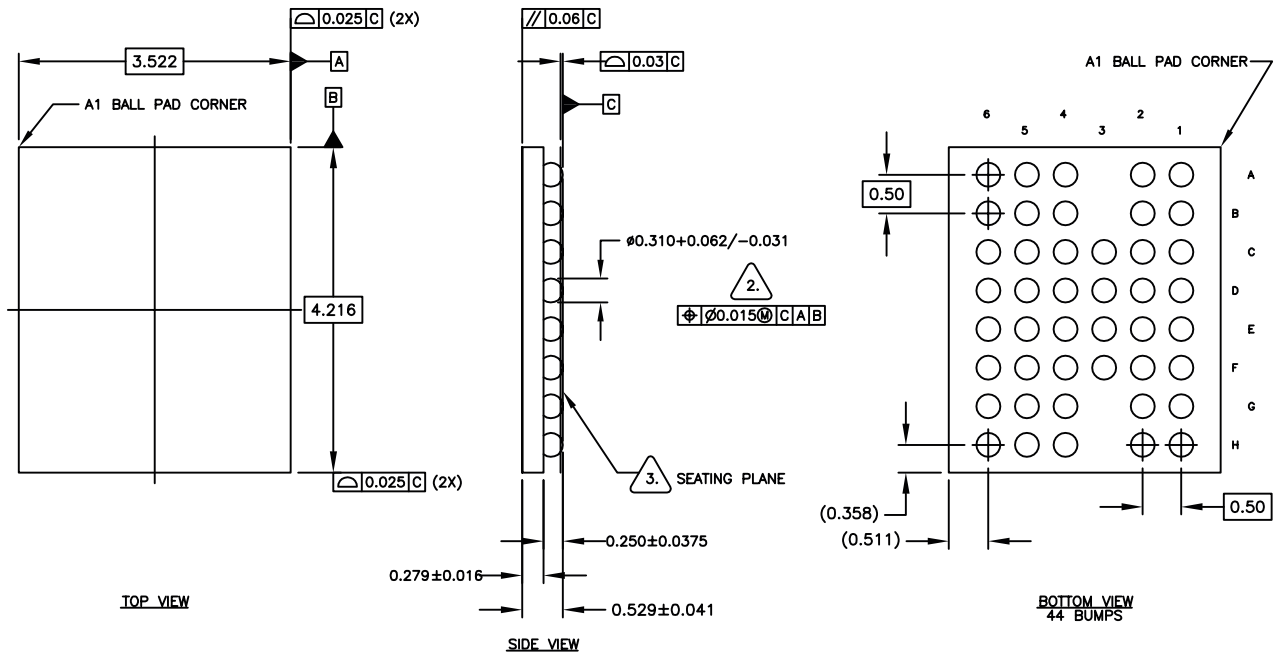 ⌓ 0.025 C (2X)
3.522
A
A1 BALL PAD CORNER
B
4.216
⌓ 0.025 C (2X)
TOP VIEW
// 0.06 C
⌓ 0.03 C
C
⌀0.310+0.062/-0.031
2.
⌖ ⌀0.015Ⓜ C A B
3. SEATING PLANE
0.250±0.0375
0.279±0.016
0.529±0.041
SIDE VIEW
A1 BALL PAD CORNER
6 5 4 3 2 1
A
B
C
D
E
F
G
H
0.50
(0.358)
(0.511)
0.50
BOTTOM VIEW
44 BUMPS